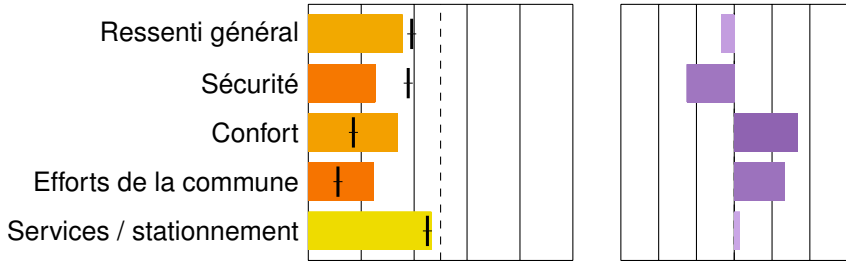 Ressenti général
Sécurité
Confort
Efforts de la commune
Services / stationnement